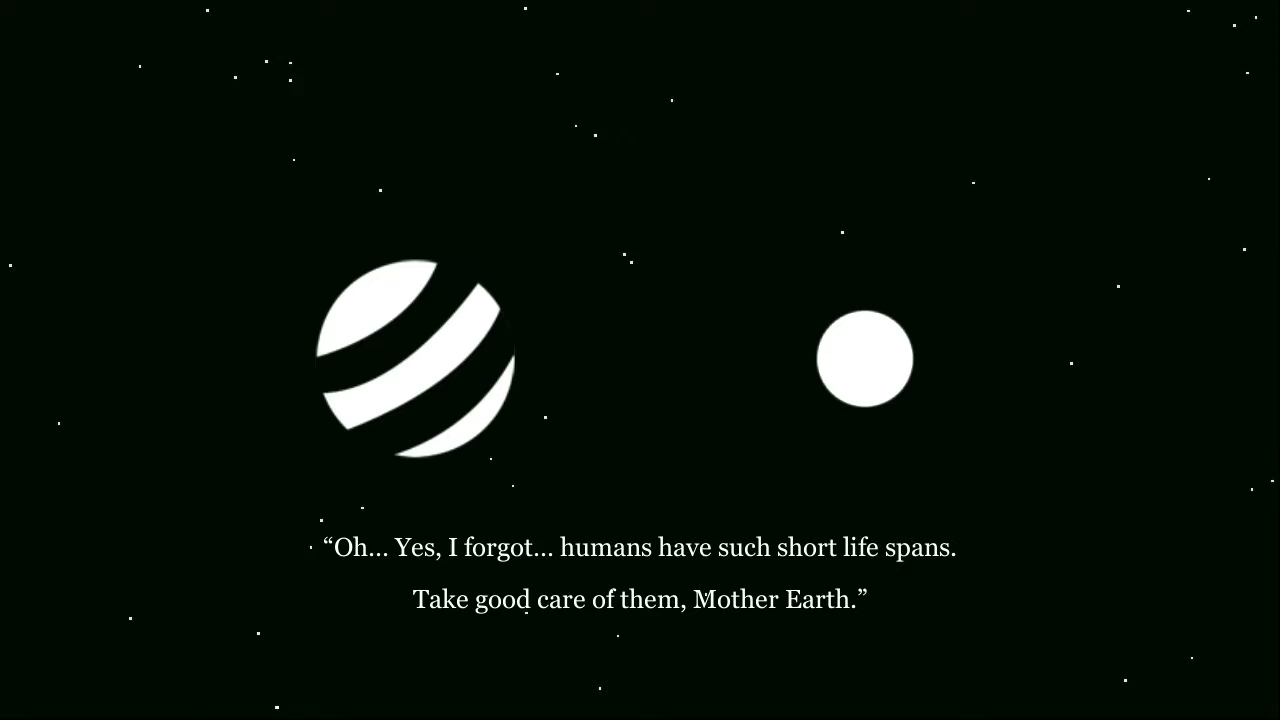 “Oh... Yes, I forgot... humans have such short life spans.
Take good care of them, Mother Earth.”